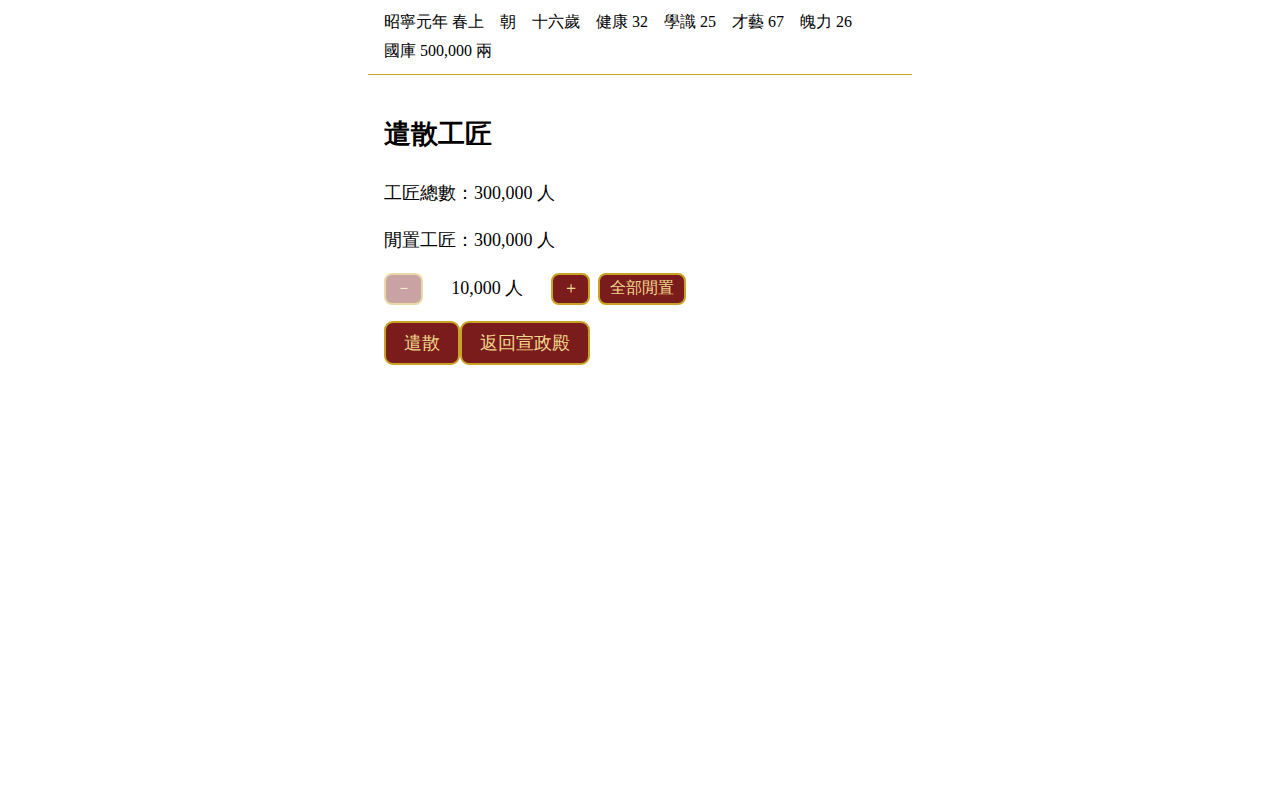 昭寧元年 春上　朝　十六歲　健康 32　學識 25　才藝 67　魄力 26
國庫 500,000 兩
遣散工匠
工匠總數：300,000 人
閒置工匠：300,000 人
－ 10,000 人 ＋ 全部閒置
遣散 返回宣政殿